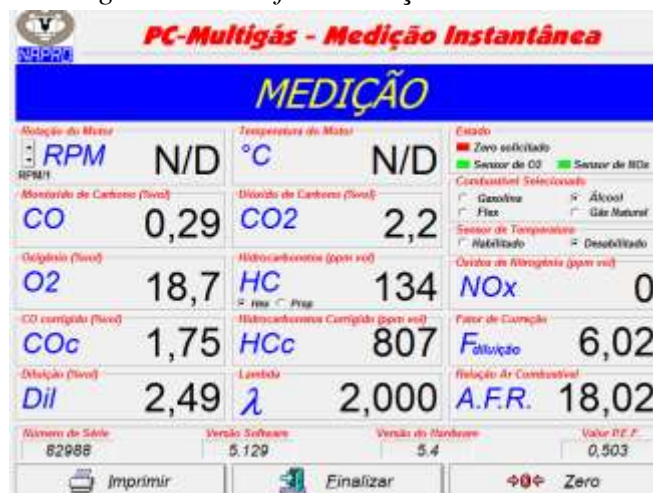 NAPRO
PC-Multigás - Medição Instantânea
MEDIÇÃO
Rotação do Motor
RPM N/D
RPM/1
Temperatura do Motor
°C N/D
Estado
Zero solicitado
Sensor de O2 Sensor de NOx
Combustível Selecionado
Gasolina Álcool
Flex Gás Natural
Sensor de Temperatura
Habilitado Desabilitado
Monóxido de Carbono (%vol)
CO 0,29
Dióxido de Carbono (%vol)
CO2 2,2
Oxigênio (%vol)
O2 18,7
Hidrocarbonetos (ppm vol)
HC 134
Hex Prop
Óxidos de Nitrogênio (ppm vol)
NOx 0
CO corrigido (%vol)
COc 1,75
Hidrocarbonetos Corrigido (ppm vol)
HCc 807
Fator de Correção
Fdiluição 6,02
Diluição (%vol)
Dil 2,49
Lambda
λ 2,000
Relação Ar Combustível
A.F.R. 18,02
Número de Série
82988
Versão Software
5.129
Versão do Hardware
5.4
Valor P.E.F.
0,503
Imprimir
Finalizar
Zero